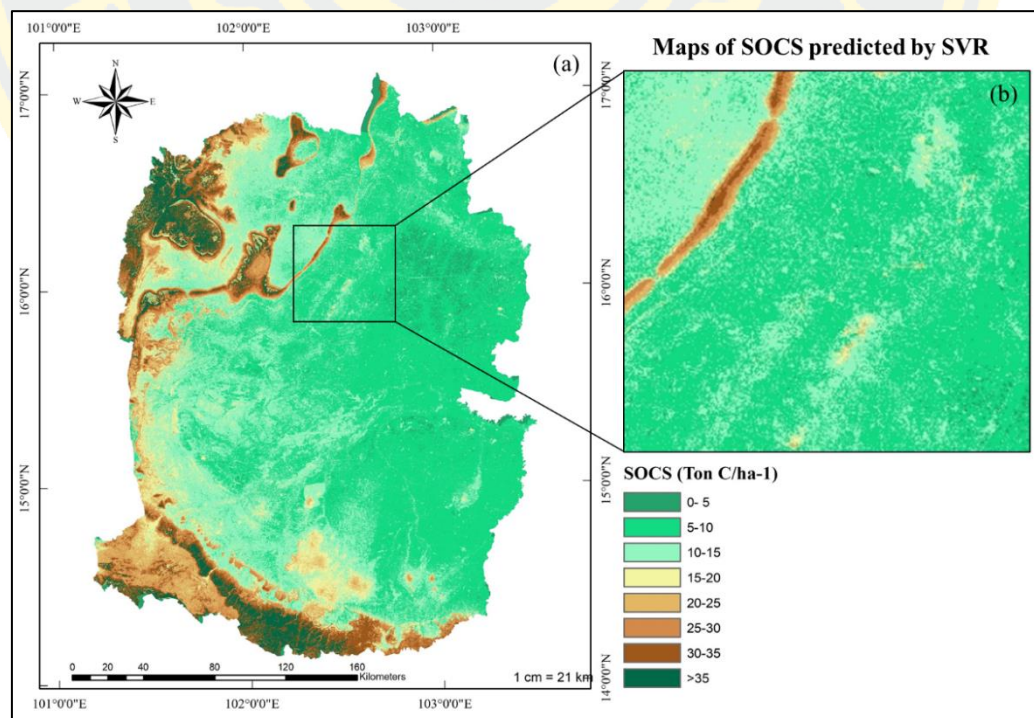 101°0'0"E 102°0'0"E 103°0'0"E
Maps of SOCS predicted by SVR
(a)
(b)
N
W E
S
17°0'0"N
17°0'0"N
16°0'0"N
16°0'0"N
15°0'0"N
15°0'0"N
14°0'0"N
14°0'0"N
SOCS (Ton C/ha-1)
0- 5
5-10
10-15
15-20
20-25
25-30
30-35
>35
0 20 40 80 120 160
Kilometers
1 cm = 21 km
101°0'0"E 102°0'0"E 103°0'0"E